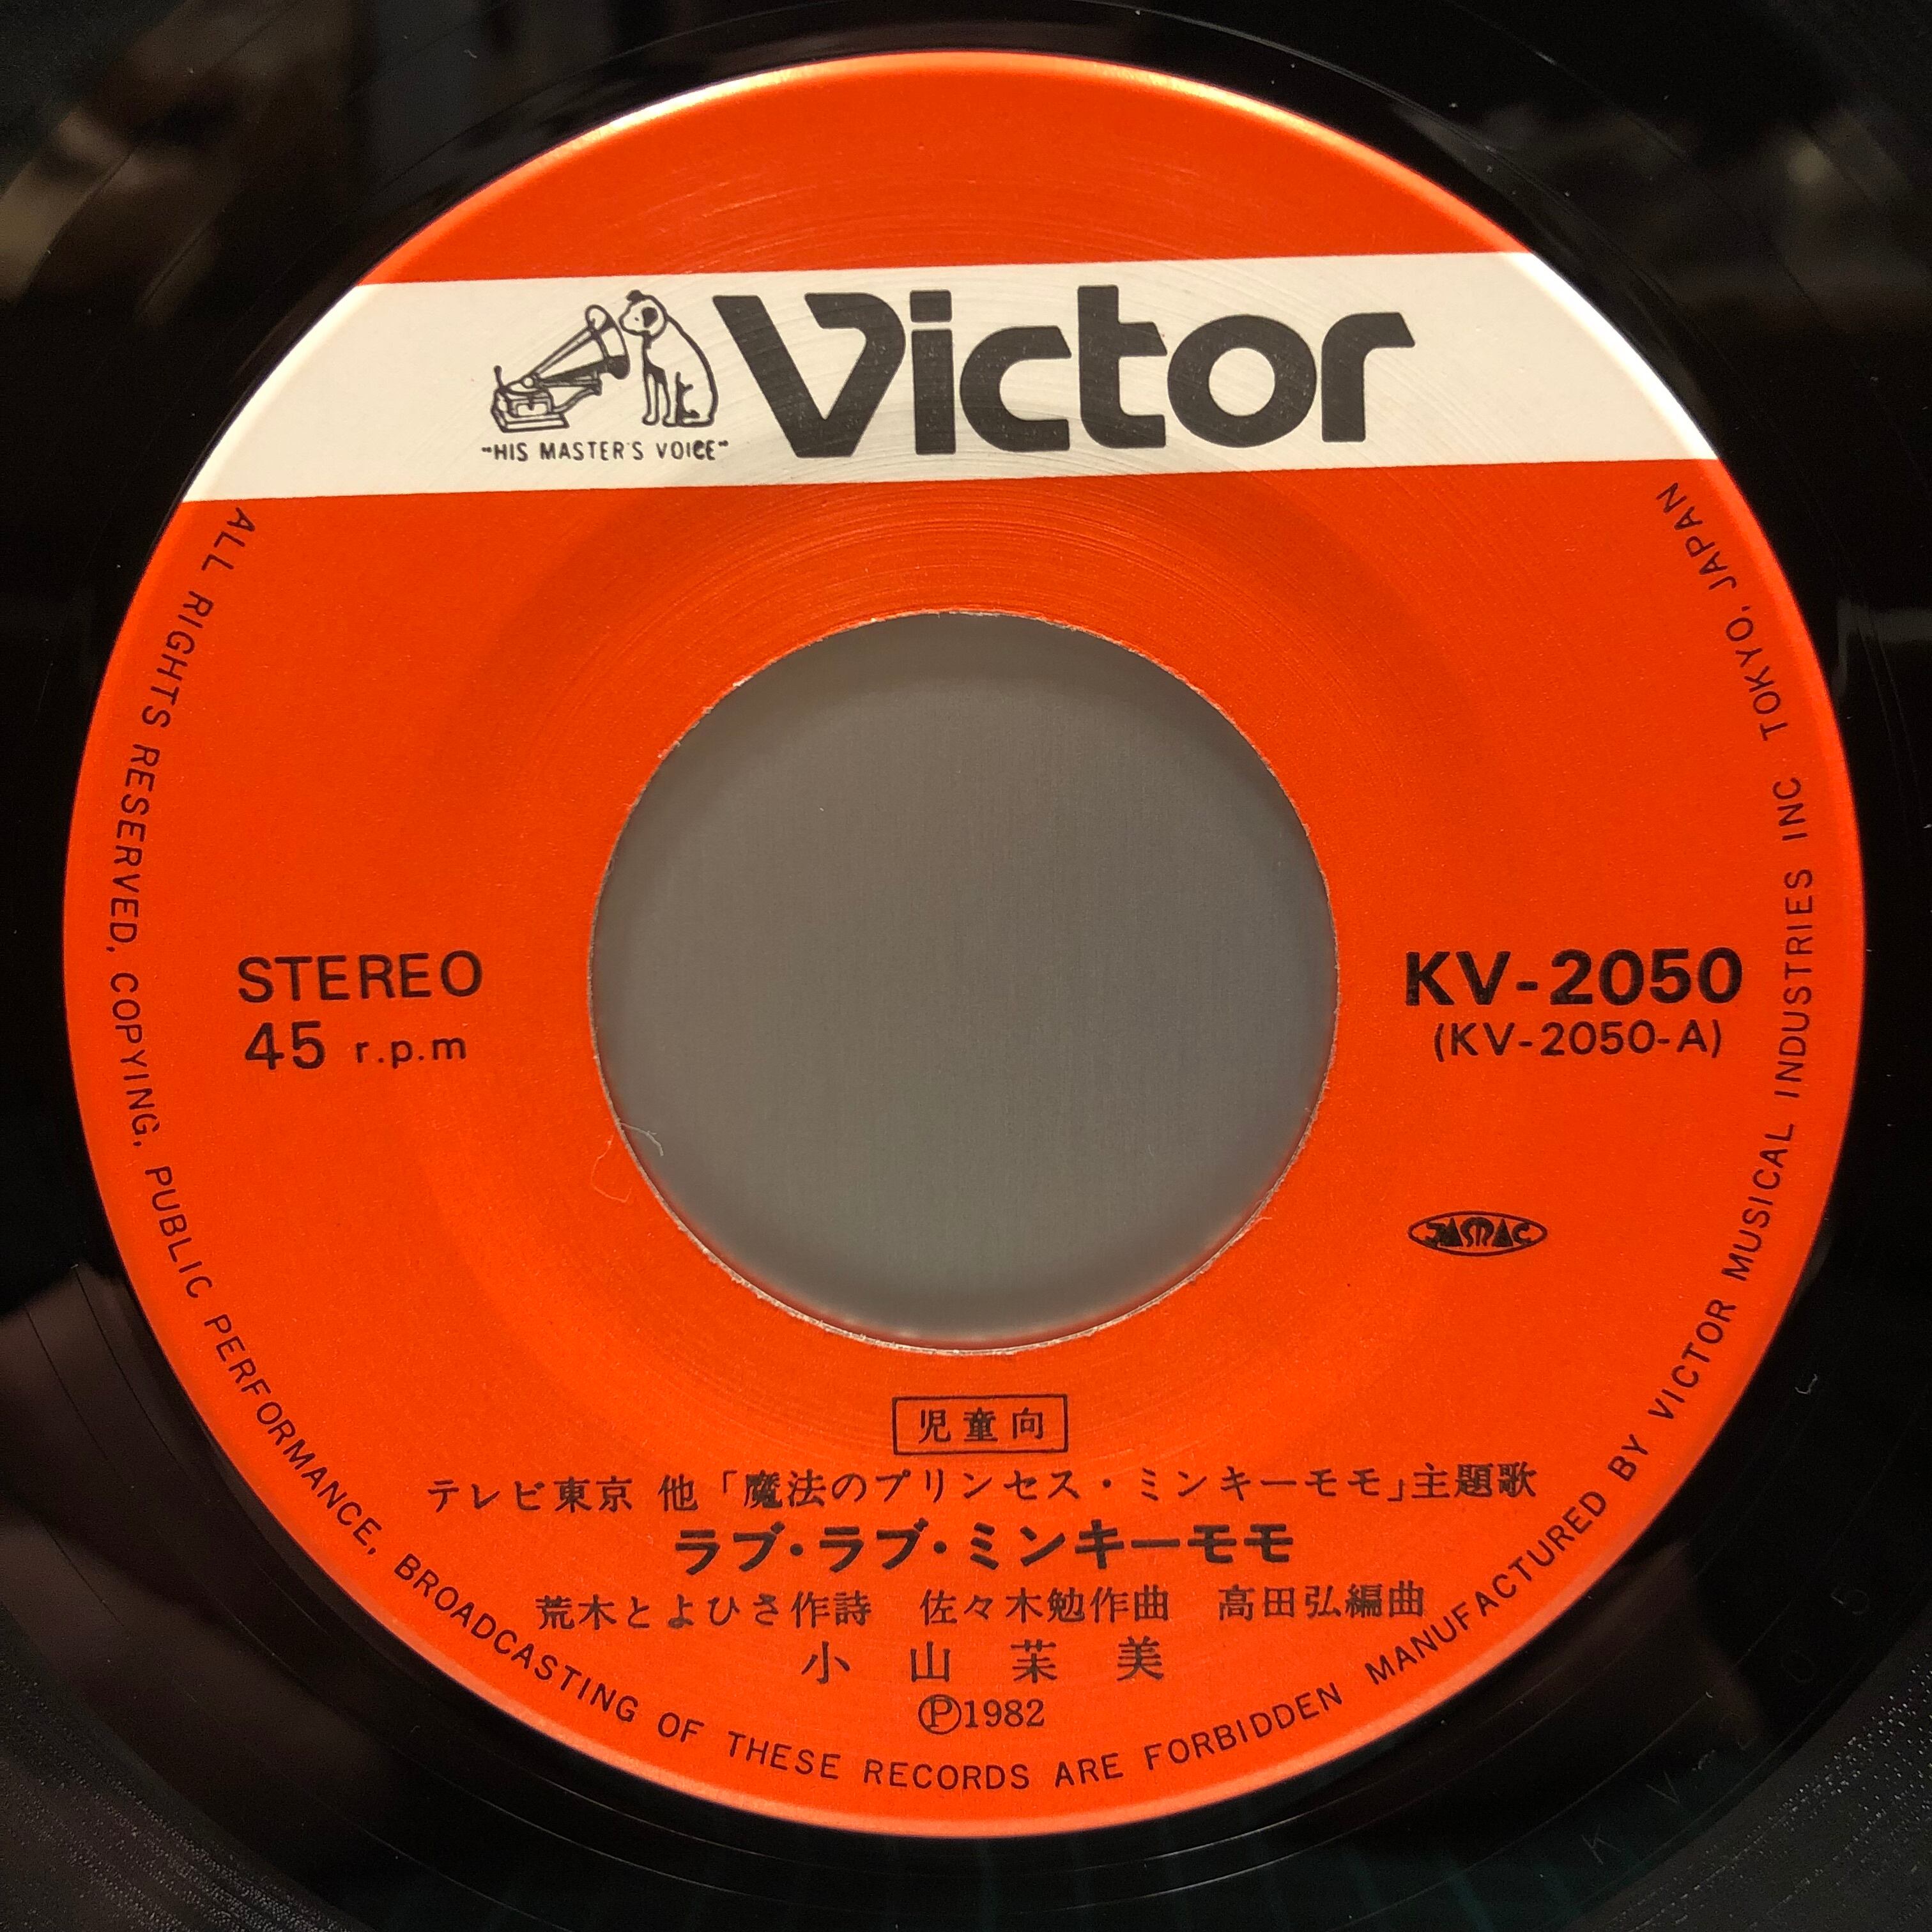 Victor
"HIS MASTER'S VOICE"
STEREO
45 r.p.m
KV-2050
(KV-2050-A)
JASRAC
児童向
テレビ東京 他「魔法のプリンセス・ミンキーモモ」主題歌
ラブ・ラブ・ミンキーモモ
荒木とよひさ作詩 佐々木勉作曲 高田弘編曲
小山茉美
Ⓟ1982
ALL RIGHTS RESERVED, COPYING, PUBLIC PERFORMANCE, BROADCASTING OF THESE RECORDS ARE FORBIDDEN MANUFACTURED BY VICTOR MUSICAL INDUSTRIES INC TOKYO, JAPAN